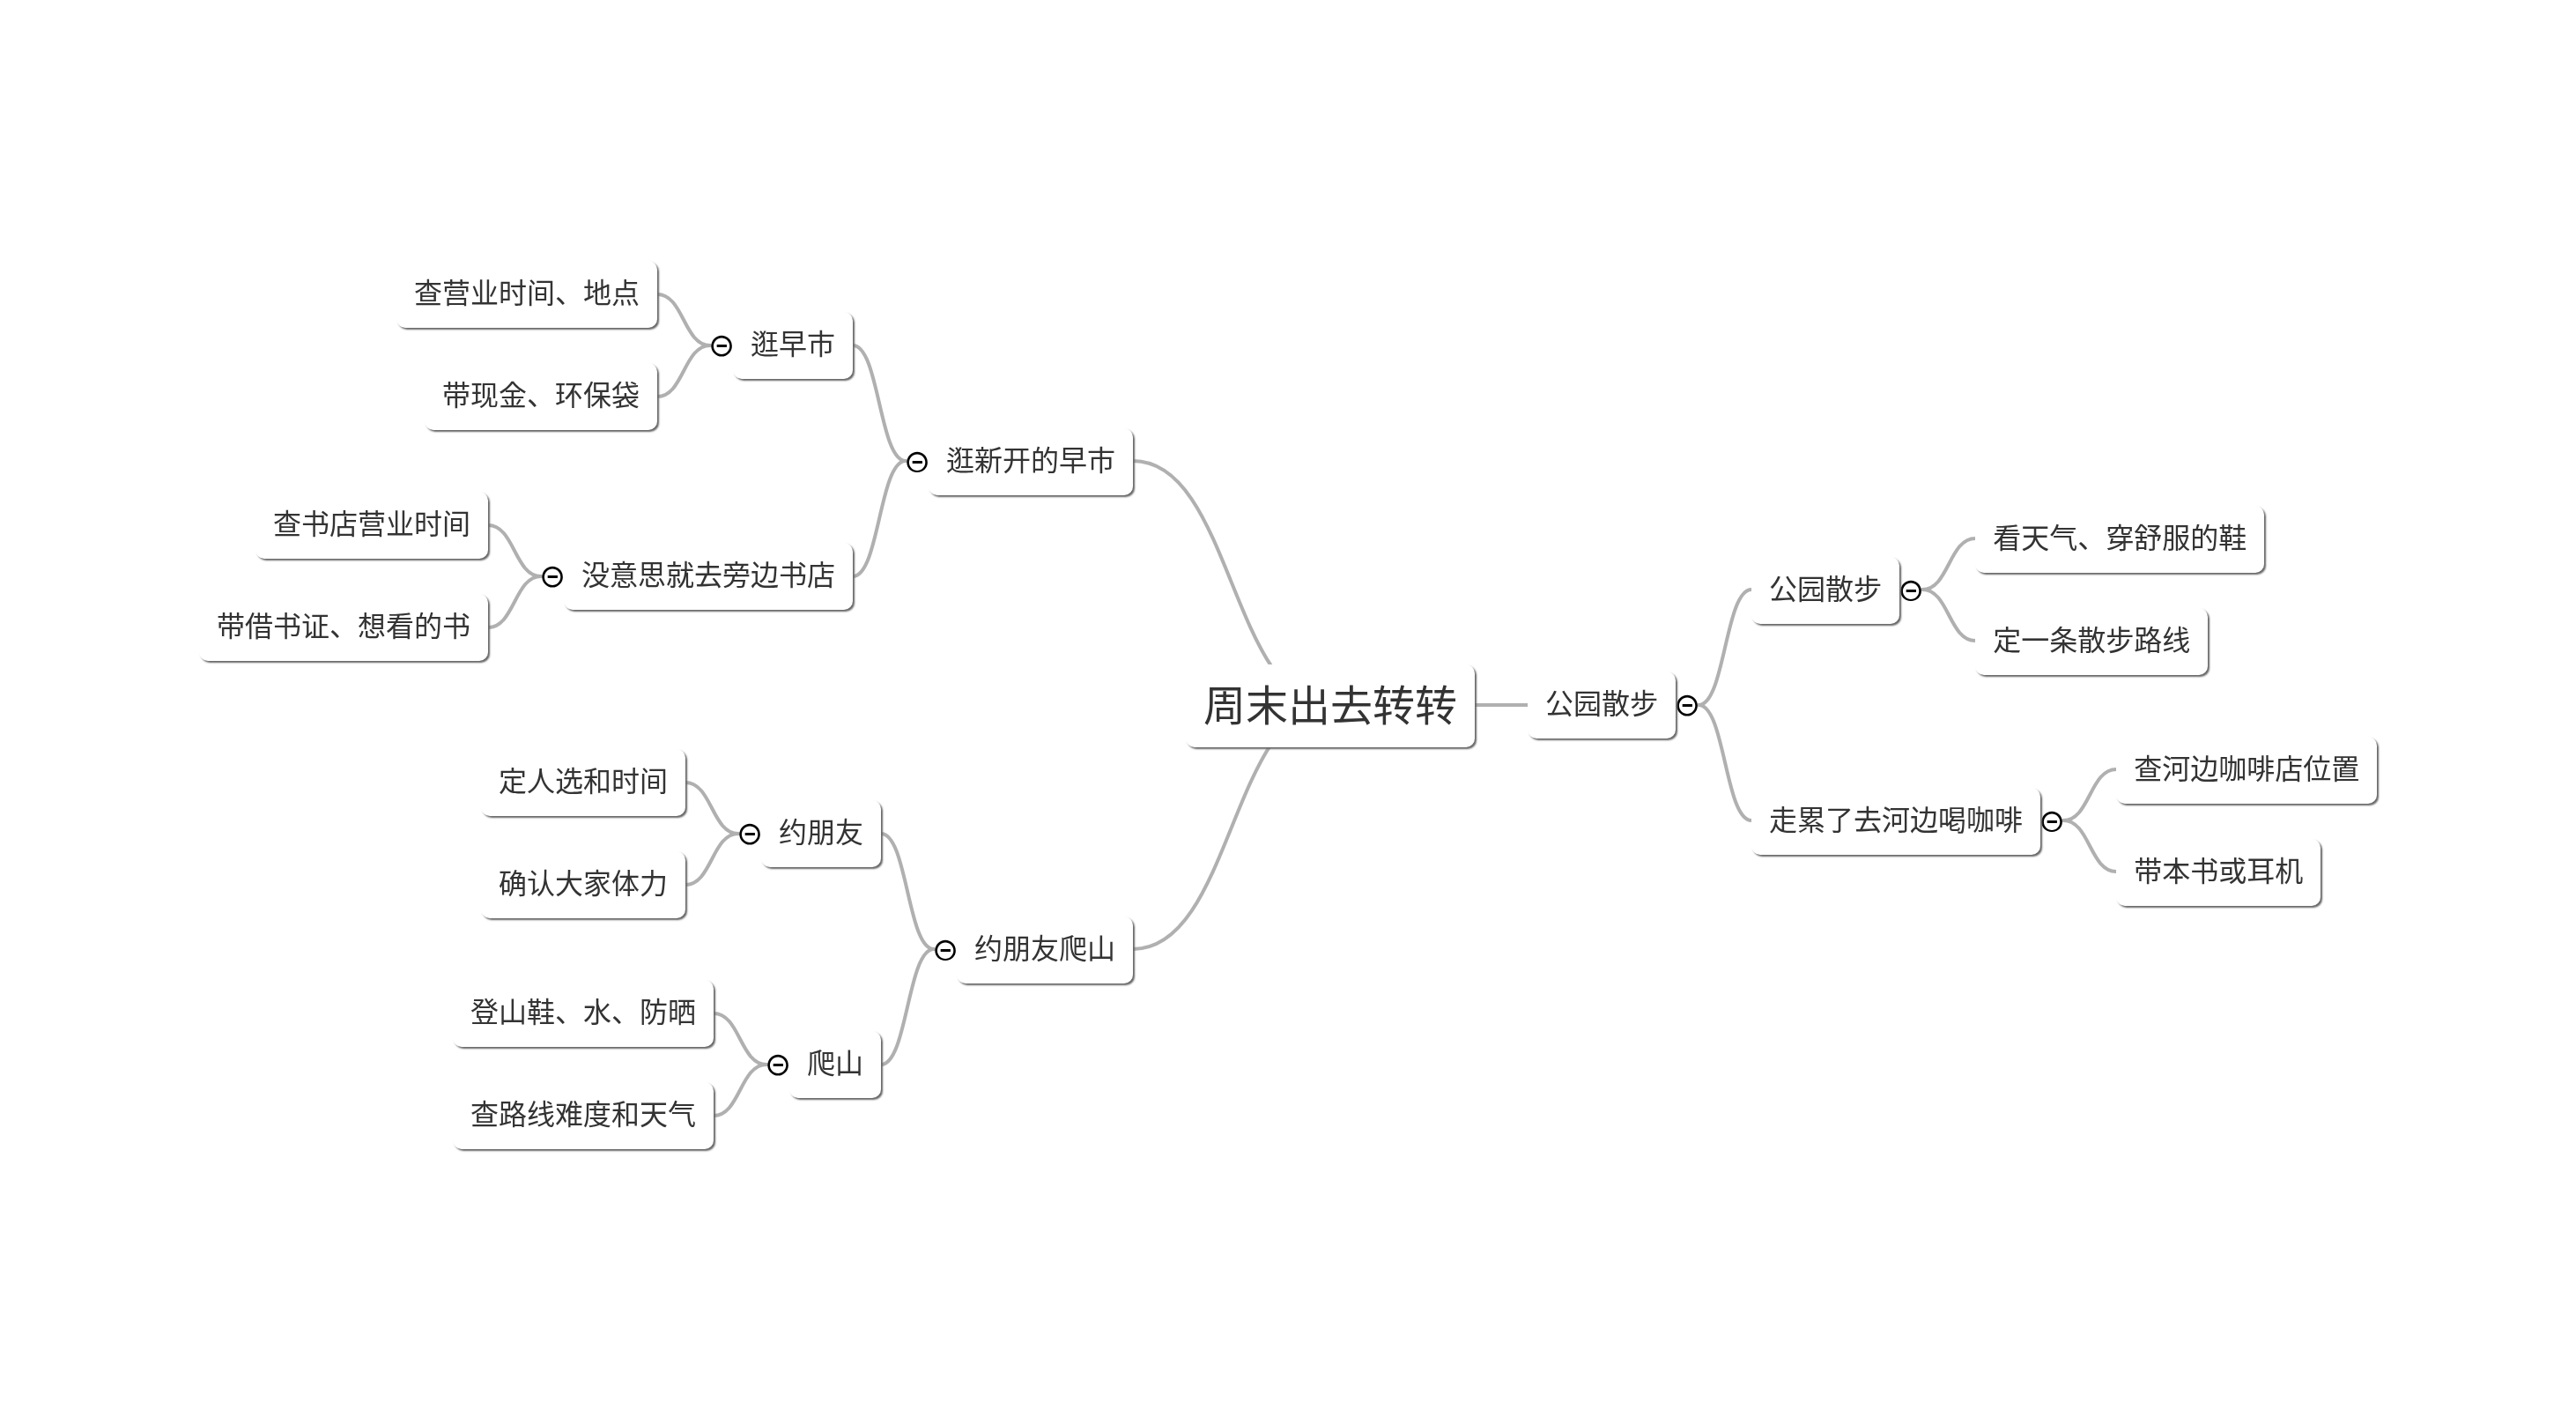 周末出去转转
逛新开的早市
逛早市
查营业时间、地点
带现金、环保袋
没意思就去旁边书店
查书店营业时间
带借书证、想看的书
约朋友爬山
约朋友
定人选和时间
确认大家体力
爬山
登山鞋、水、防晒
查路线难度和天气
公园散步
公园散步
看天气、穿舒服的鞋
定一条散步路线
走累了去河边喝咖啡
查河边咖啡店位置
带本书或耳机